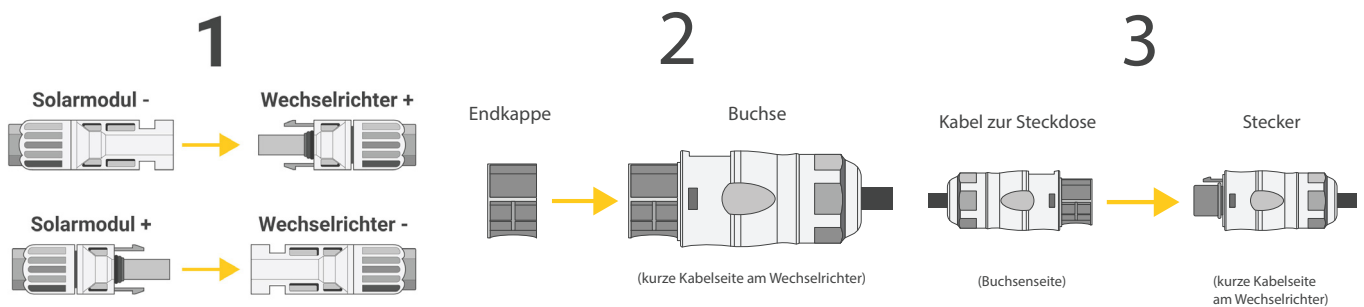 1
Solarmodul -
Wechselrichter +
Solarmodul +
Wechselrichter -
2
Endkappe
Buchse
(kurze Kabelseite am Wechselrichter)
3
Kabel zur Steckdose
Stecker
(Buchsenseite)
(kurze Kabelseite
am Wechselrichter)